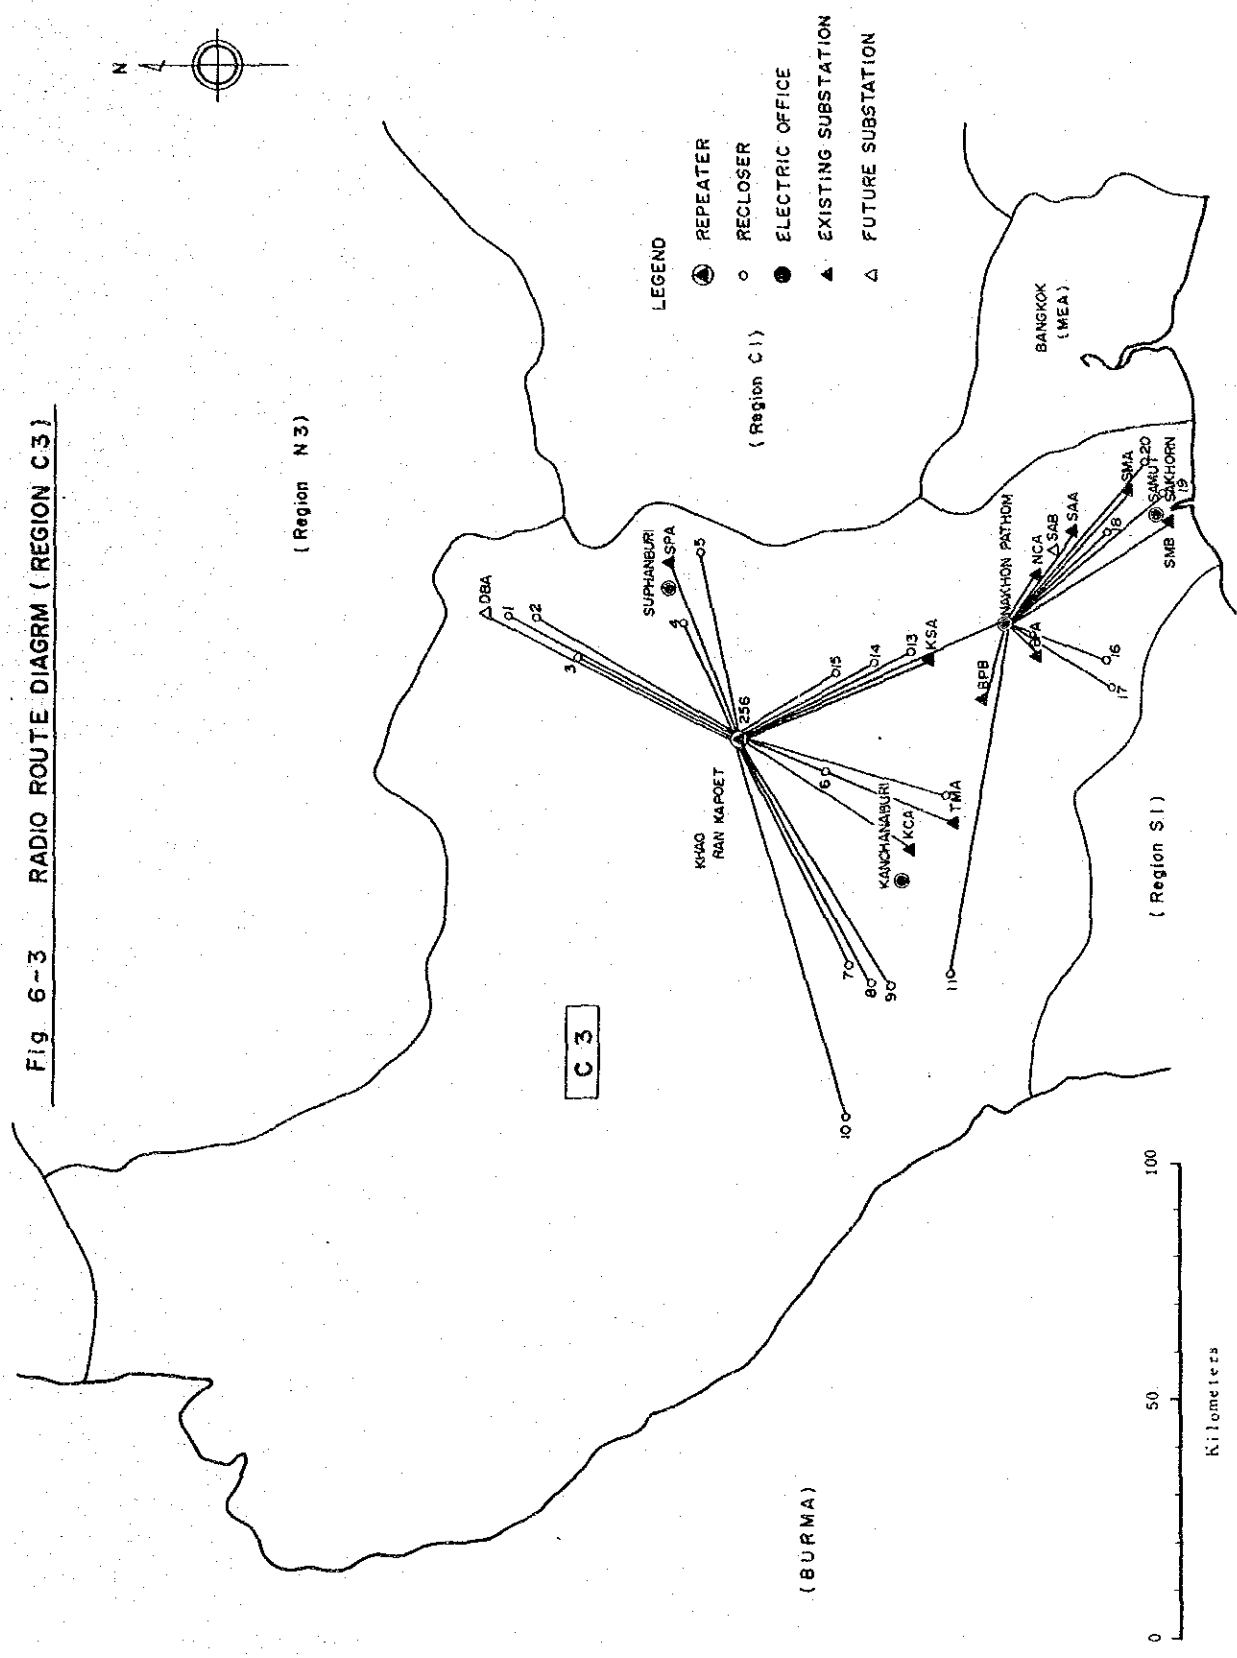 Fig 6-3 RADIO ROUTE DIAGRM (REGION C3)
N
(Region N3)
LEGEND
REPEATER
RECLOSER
ELECTRIC OFFICE
EXISTING SUBSTATION
FUTURE SUBSTATION
(Region C1)
BANGKOK
(MEA)
C 3
DBA
1
2
3
SUPHANBURI
SPA
4
5
256
KHAO
RAN KAPOET
15
14
13
KSA
6
KANCHANABURI
KCA
TMA
7
8
9
10
11
BPB
NAKHON PATHOM
NCA
SAB
SAA
SMA
20
18
SAMUT
SAKHORN
19
SMB
16
17
(Region S1)
(BURMA)
0
50
100
Kilometers